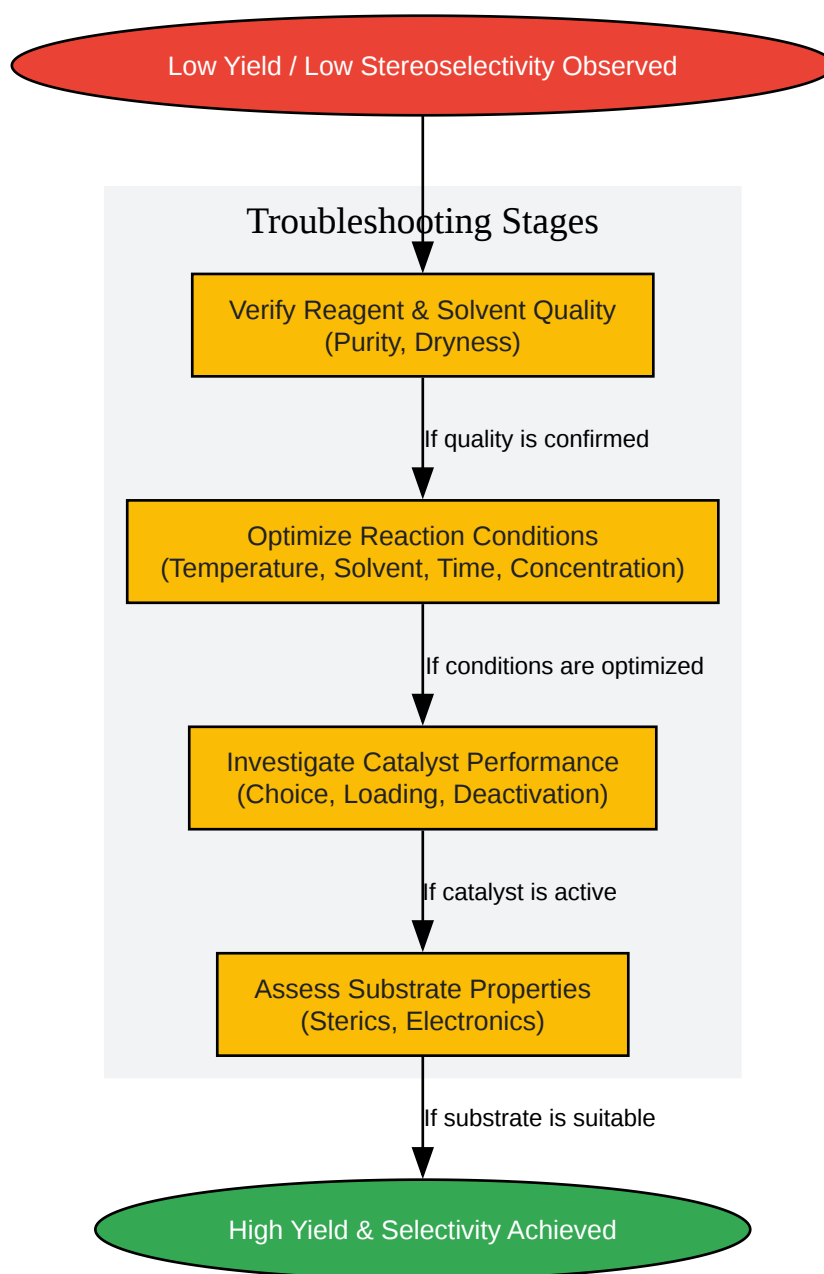 Low Yield / Low Stereoselectivity Observed
Troubleshooting Stages
Verify Reagent & Solvent Quality
(Purity, Dryness)
If quality is confirmed
Optimize Reaction Conditions
(Temperature, Solvent, Time, Concentration)
If conditions are optimized
Investigate Catalyst Performance
(Choice, Loading, Deactivation)
If catalyst is active
Assess Substrate Properties
(Sterics, Electronics)
If substrate is suitable
High Yield & Selectivity Achieved